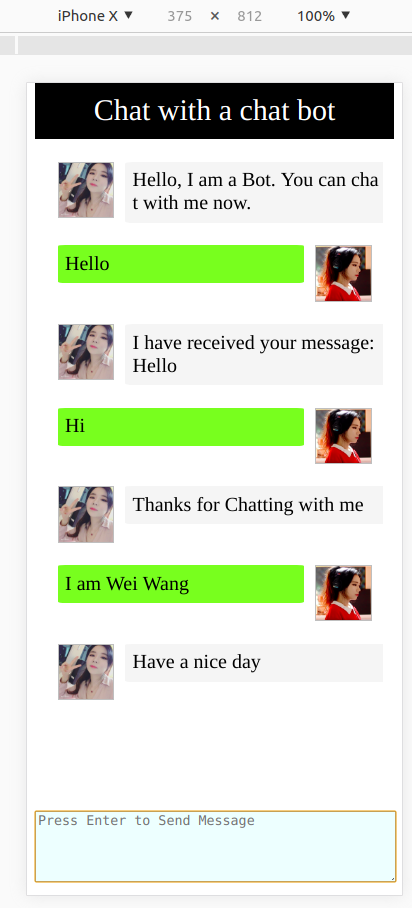 iPhone X ▼ 375 × 812 100% ▼
Chat with a chat bot
Hello, I am a Bot. You can cha
t with me now.
Hello
I have received your message:
Hello
Hi
Thanks for Chatting with me
I am Wei Wang
Have a nice day
Press Enter to Send Message